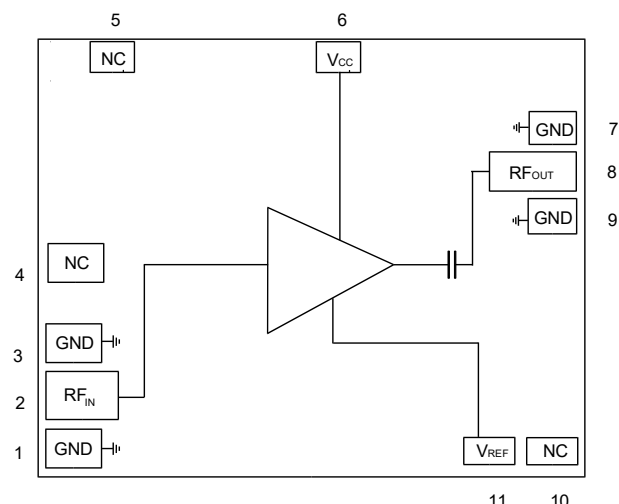 5
6
NC
VCC
GND
7
RFOUT
8
GND
9
4
NC
3
GND
2
RFIN
1
GND
VREF
NC
11
10